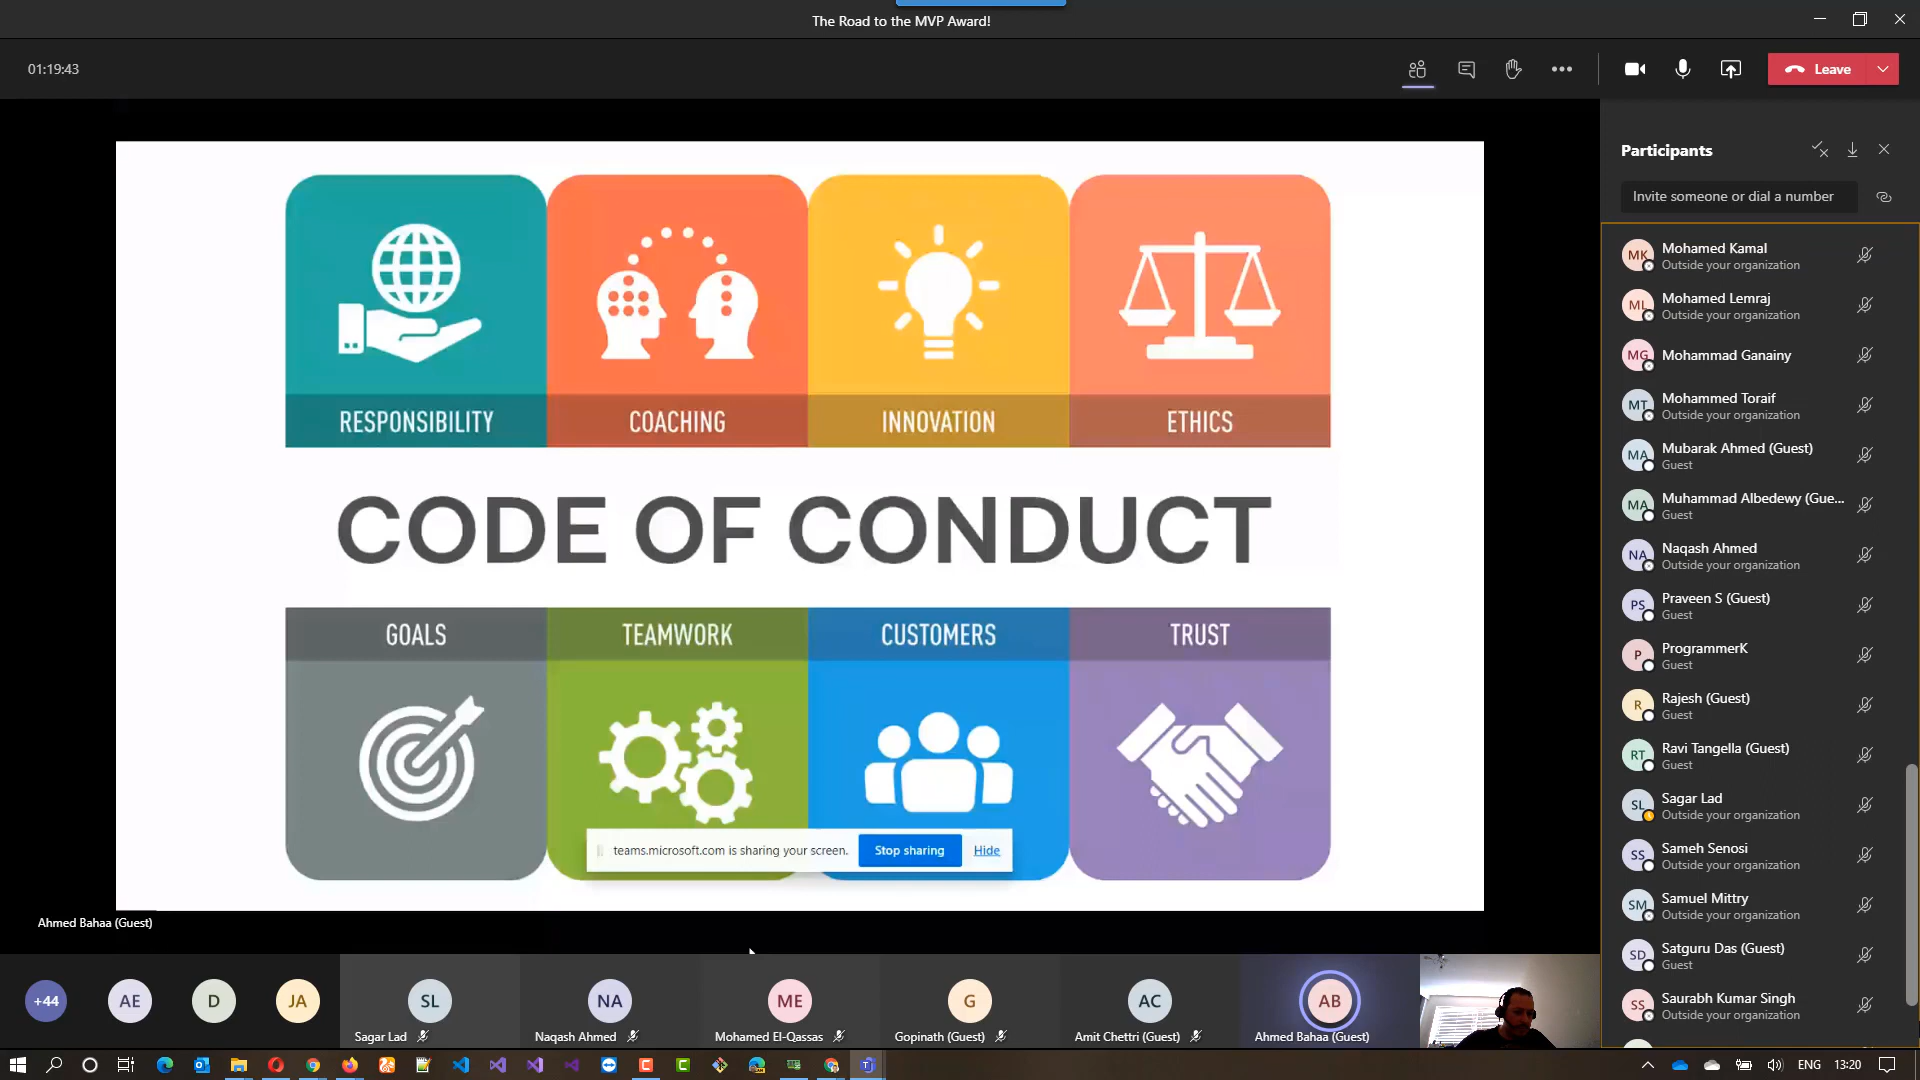 The Road to the MVP Award!
01:19:43
Leave
RESPONSIBILITY
COACHING
INNOVATION
ETHICS
CODE OF CONDUCT
GOALS
TEAMWORK
CUSTOMERS
TRUST
teams.microsoft.com is sharing your screen.
Stop sharing
Hide
Ahmed Bahaa (Guest)
Participants
Invite someone or dial a number
MK
Mohamed Kamal
Outside your organization
ML
Mohamed Lemraj
Outside your organization
MG
Mohammad Ganainy
MT
Mohammed Toraif
Outside your organization
MA
Mubarak Ahmed (Guest)
Guest
MA
Muhammad Albedewy (Gue...
Guest
NA
Naqash Ahmed
Outside your organization
PS
Praveen S (Guest)
Guest
P
ProgrammerK
Guest
R
Rajesh (Guest)
Guest
RT
Ravi Tangella (Guest)
Guest
SL
Sagar Lad
Outside your organization
SS
Sameh Senosi
Outside your organization
SM
Samuel Mittry
Outside your organization
SD
Satguru Das (Guest)
Guest
SS
Saurabh Kumar Singh
Outside your organization
+44
AE
D
JA
SL
Sagar Lad
NA
Naqash Ahmed
ME
Mohamed El-Qassas
G
Gopinath (Guest)
AC
Amit Chettri (Guest)
AB
Ahmed Bahaa (Guest)
ENG
13:20